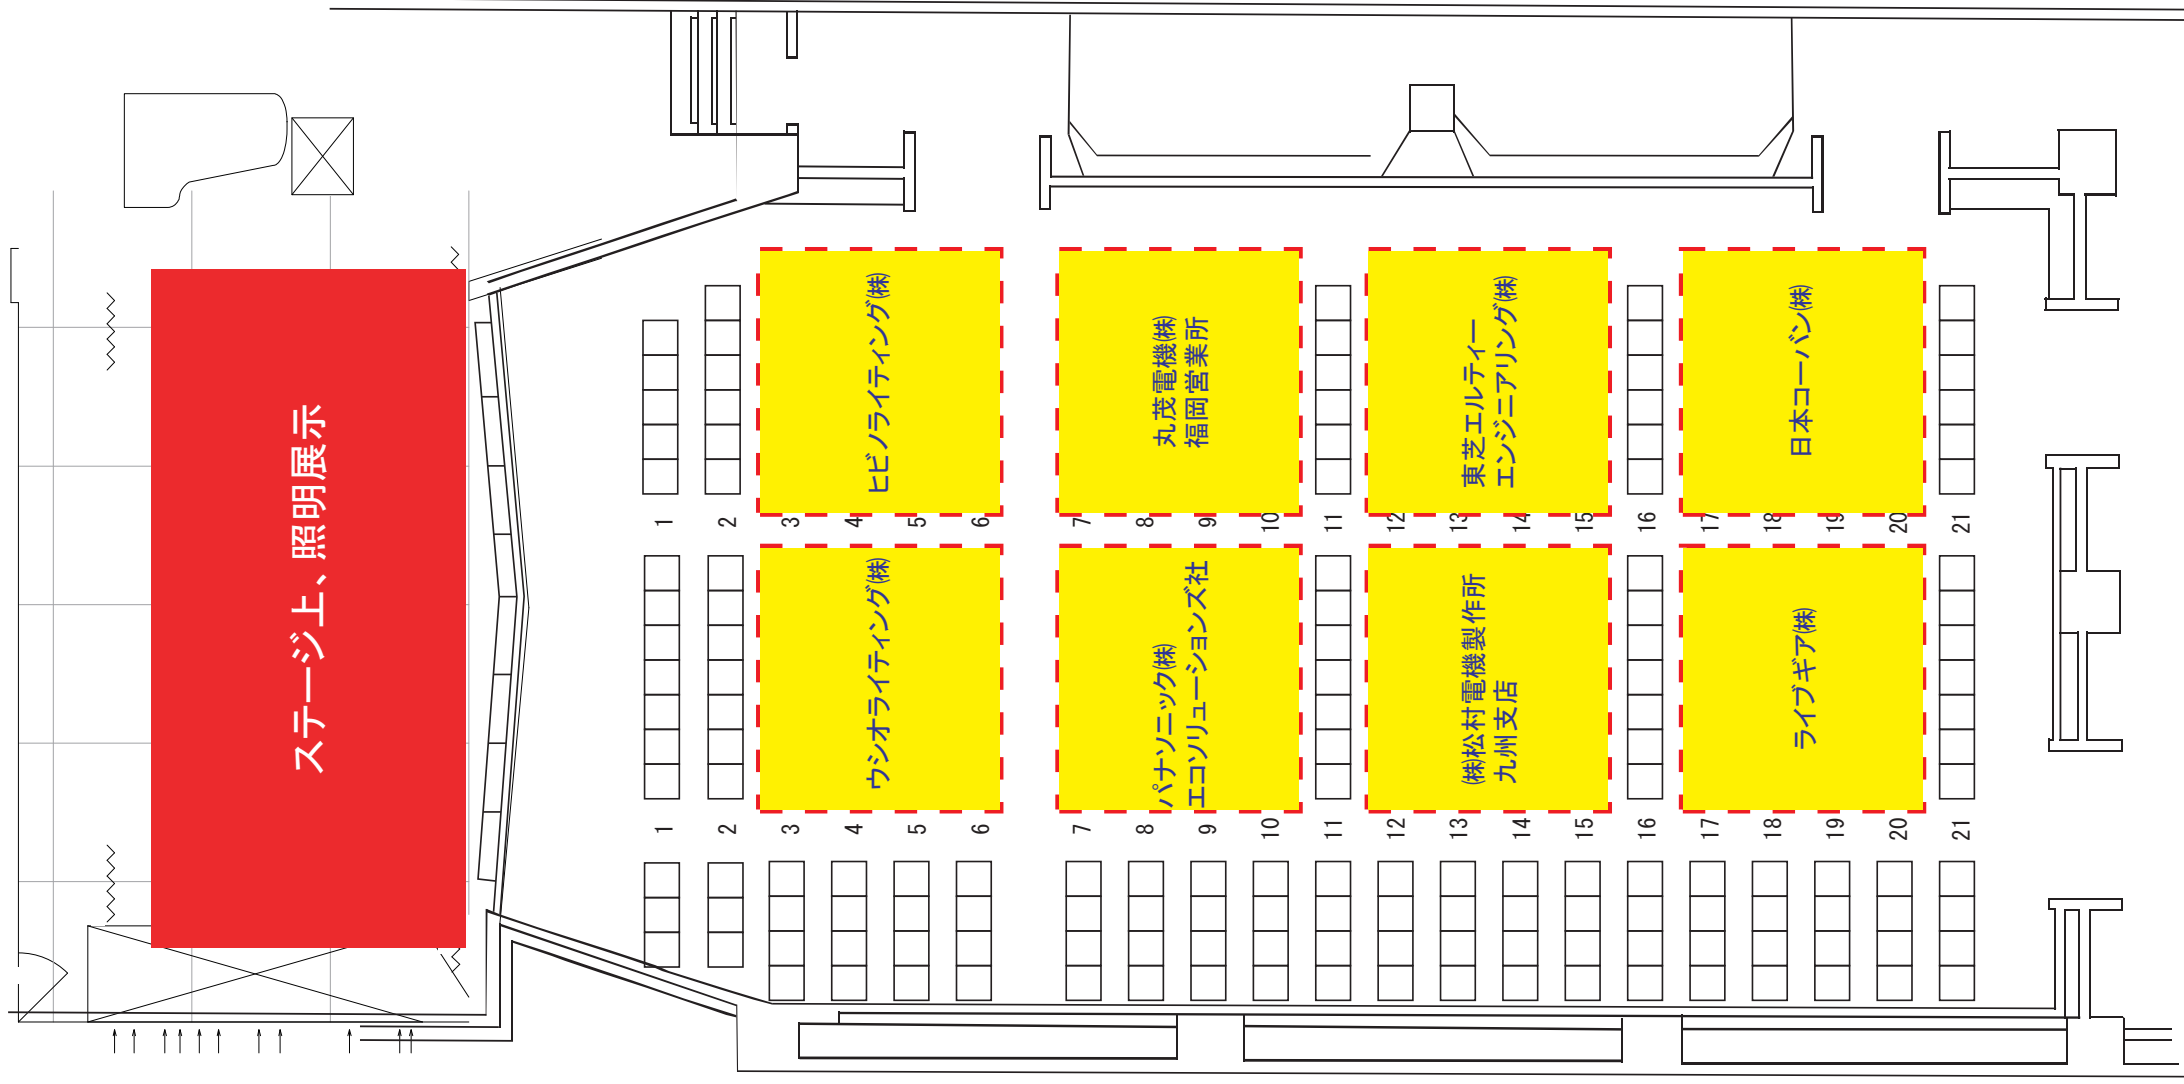 ステージ上、照明展示
ヒビノライティング㈱
丸茂電機㈱
福岡営業所
東芝エルティー
エンジニアリング㈱
日本コーバン㈱
1 2 3 4 5 6 7 8 9 10 11 12 13 14 15 16 17 18 19 20 21
ウシオライティング㈱
パナソニック㈱
エコソリューションズ社
㈱松村電機製作所
九州支店
ライブギア㈱
1 2 3 4 5 6 7 8 9 10 11 12 13 14 15 16 17 18 19 20 21